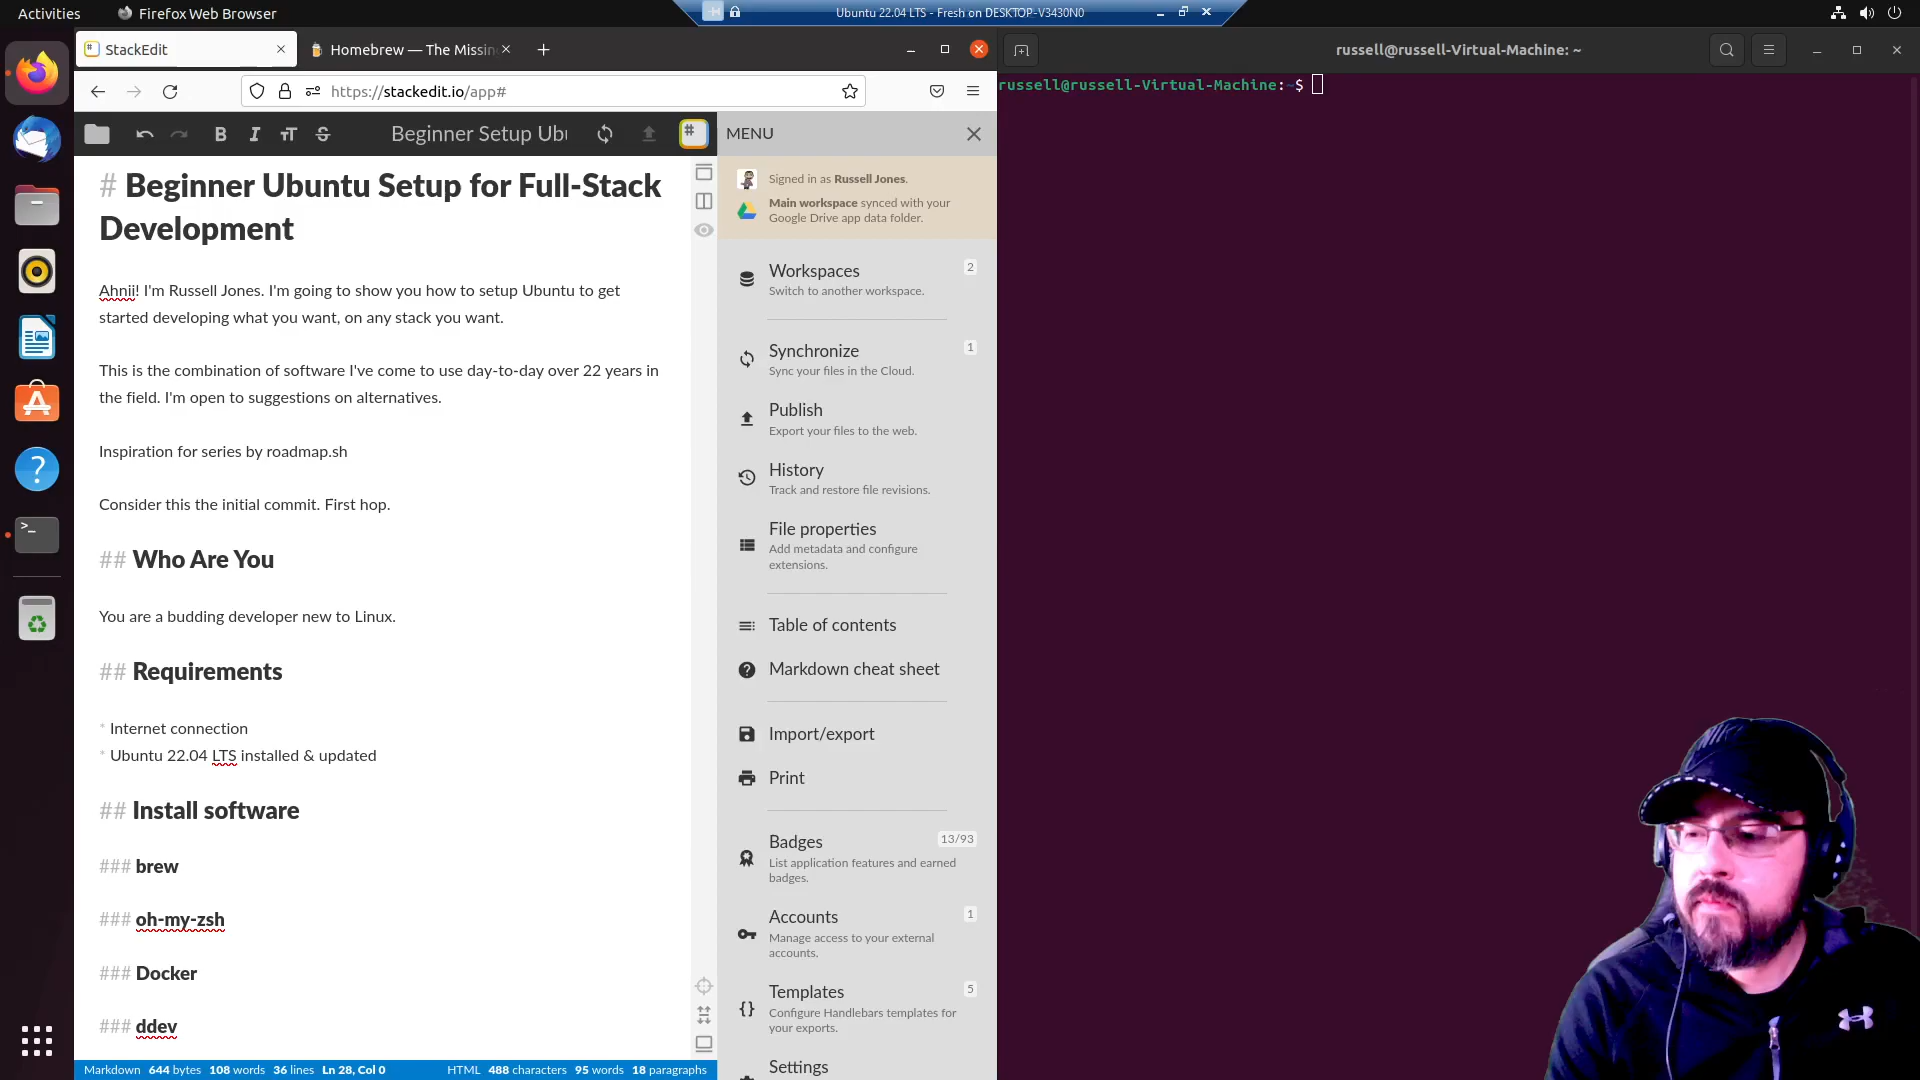 Activities
Firefox Web Browser
Ubuntu 22.04 LTS - Fresh on DESKTOP-V3430N0
StackEdit
Homebrew — The Missin
russell@russell-Virtual-Machine: ~
https://stackedit.io/app#
russell@russell-Virtual-Machine:~$
Beginner Setup Ubu
MENU
# Beginner Ubuntu Setup for Full-Stack
Development
Ahnii! I'm Russell Jones. I'm going to show you how to setup Ubuntu to get
started developing what you want, on any stack you want.
This is the combination of software I've come to use day-to-day over 22 years in
the field. I'm open to suggestions on alternatives.
Inspiration for series by roadmap.sh
Consider this the initial commit. First hop.
## Who Are You
You are a budding developer new to Linux.
## Requirements
* Internet connection
* Ubuntu 22.04 LTS installed & updated
## Install software
### brew
### oh-my-zsh
### Docker
### ddev
Signed in as Russell Jones.
Main workspace synced with your
Google Drive app data folder.
Workspaces 2
Switch to another workspace.
Synchronize 1
Sync your files in the Cloud.
Publish
Export your files to the web.
History
Track and restore file revisions.
File properties
Add metadata and configure
extensions.
Table of contents
Markdown cheat sheet
Import/export
Print
Badges 13/93
List application features and earned
badges.
Accounts 1
Manage access to your external
accounts.
Templates 5
Configure Handlebars templates for
your exports.
Settings
Markdown 644 bytes 108 words 36 lines Ln 28, Col 0
HTML 488 characters 95 words 18 paragraphs